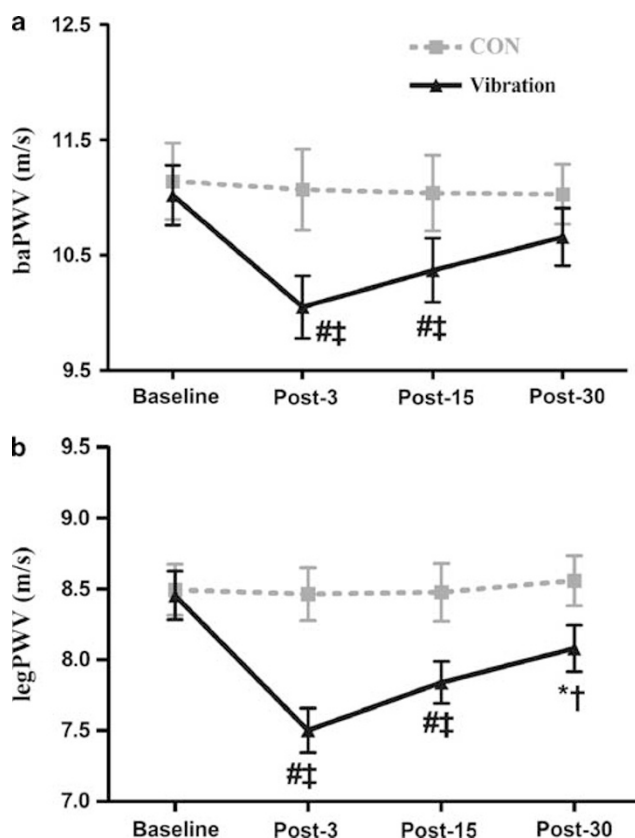 a
12.5
11.5
10.5
9.5
baPWV (m/s)
CON
Vibration
#‡
#‡
Baseline Post-3 Post-15 Post-30
b
9.5
9.0
8.5
8.0
7.5
7.0
legPWV (m/s)
#‡
#‡
*†
Baseline Post-3 Post-15 Post-30